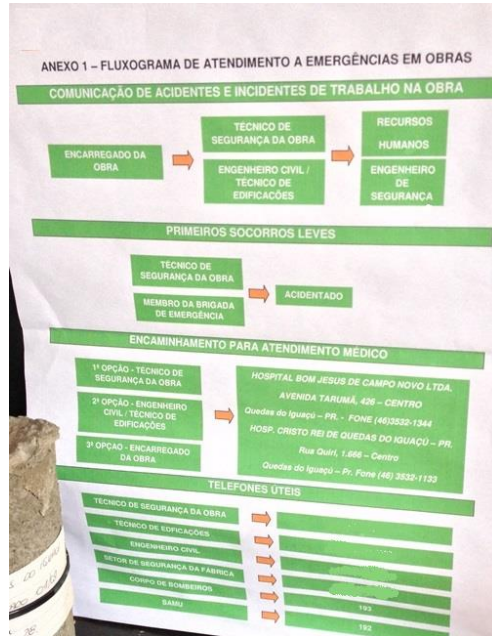 ANEXO 1 – FLUXOGRAMA DE ATENDIMENTO A EMERGÊNCIAS EM OBRAS
COMUNICAÇÃO DE ACIDENTES E INCIDENTES DE TRABALHO NA OBRA
ENCARREGADO DA
OBRA
TÉCNICO DE
SEGURANÇA DA OBRA
ENGENHEIRO CIVIL /
TÉCNICO DE
EDIFICAÇÕES
RECURSOS
HUMANOS
ENGENHEIRO
DE
SEGURANÇA
PRIMEIROS SOCORROS LEVES
TÉCNICO DE
SEGURANÇA DA OBRA
MEMBRO DA BRIGADA
DE EMERGÊNCIA
ACIDENTADO
ENCAMINHAMENTO PARA ATENDIMENTO MÉDICO
1ª OPÇÃO - TÉCNICO DE
SEGURANÇA DA OBRA
2ª OPÇÃO - ENGENHEIRO
CIVIL / TÉCNICO DE
EDIFICAÇÕES
3ª OPÇAO - ENCARREGADO
DA OBRA
HOSPITAL BOM JESUS DE CAMPO NOVO LTDA.
AVENIDA TARUMÃ, 426 – CENTRO
Quedas do Iguaçú – PR. - FONE (46)3532-1344
HOSP. CRISTO REI DE QUEDAS DO IGUAÇÚ – PR.
Rua Quiri, 1.666 – Centro
Quedas do Iguaçú – Pr. Fone (46) 3532-1133
TELEFONES ÚTEIS
TÉCNICO DE SEGURANÇA DA OBRA
TÉCNICO DE EDFICAÇÕES
ENGENHEIRO CIVIL
SETOR DE SEGURANÇA DA FÁBRICA
CORPO DE BOMBEIROS
193
SAMU
192